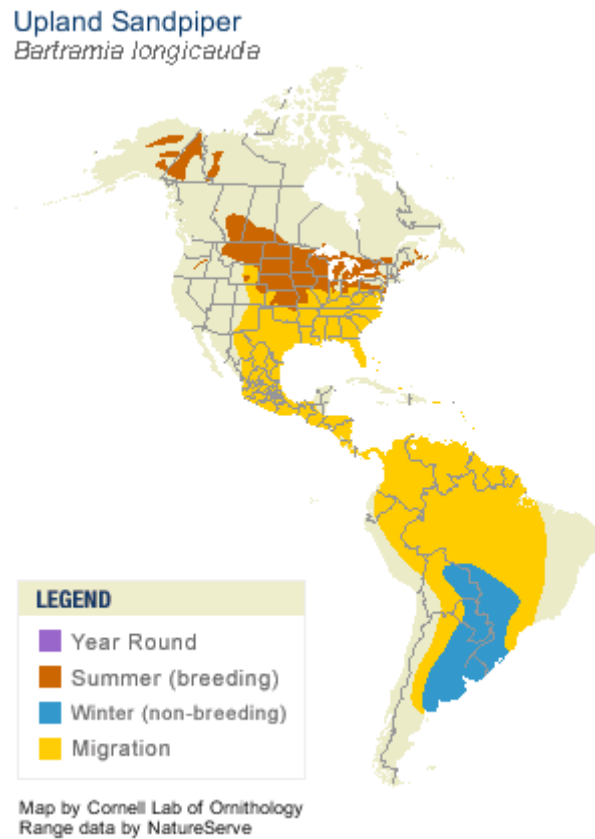 Upland Sandpiper
Bartramia longicauda
LEGEND
Year Round
Summer (breeding)
Winter (non-breeding)
Migration
Map by Cornell Lab of Ornithology
Range data by NatureServe